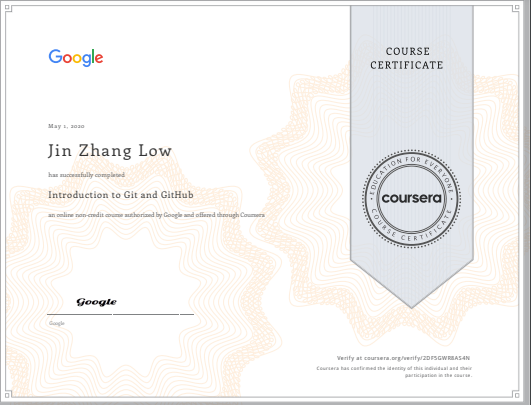 Google
COURSE
CERTIFICATE
May 1, 2020
Jin Zhang Low
has successfully completed
Introduction to Git and GitHub
an online non-credit course authorized by Google and offered through Coursera
EDUCATION FOR EVERYONE
coursera
COURSE CERTIFICATE
Google
Google
Verify at coursera.org/verify/2DF5GWR8AS4N
Coursera has confirmed the identity of this individual and their
participation in the course.